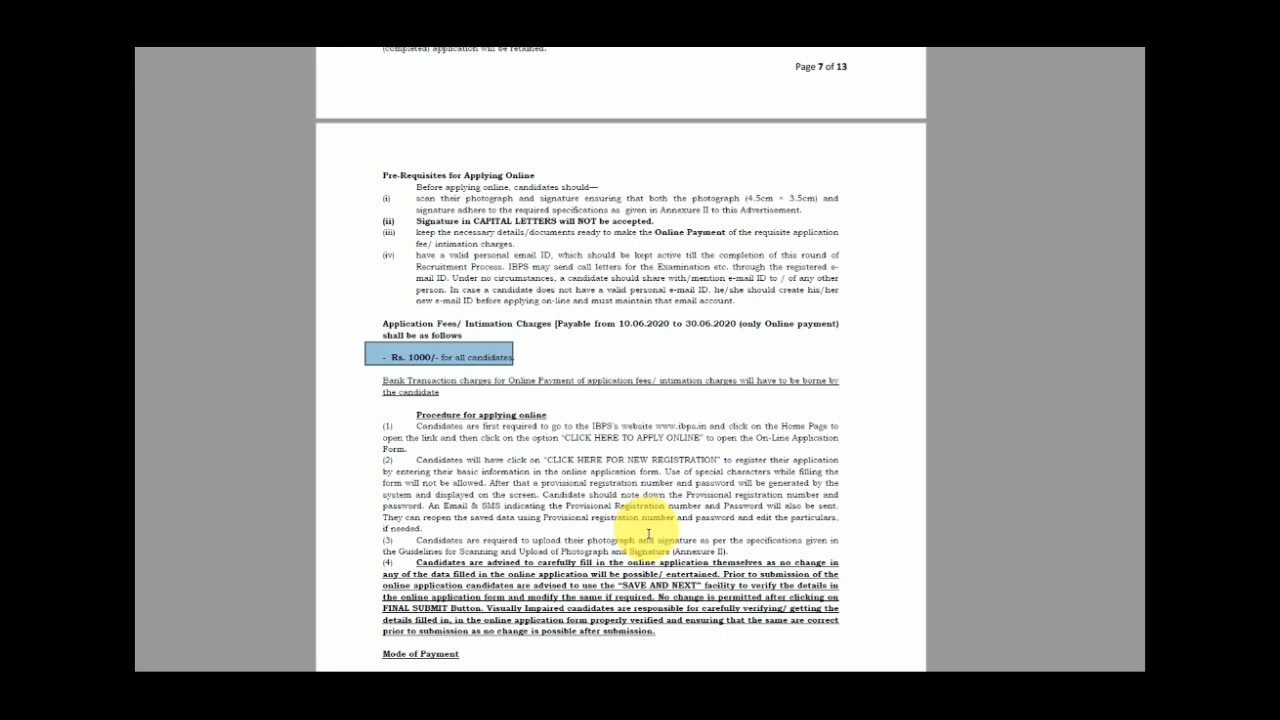 (completed) application will be retained.
Page 7 of 13
Pre-Requisites for Applying Online
Before applying online, candidates should—
(i) scan their photograph and signature ensuring that both the photograph (4.5cm × 3.5cm) and
signature adhere to the required specifications as given in Annexure II to this Advertisement.
(ii) Signature in CAPITAL LETTERS will NOT be accepted.
(iii) keep the necessary details/documents ready to make the Online Payment of the requisite application
fee/ intimation charges.
(iv) have a valid personal email ID, which should be kept active till the completion of this round of
Recruitment Process. IBPS may send call letters for the Examination etc. through the registered e-
mail ID. Under no circumstances, a candidate should share with/mention e-mail ID to / of any other
person. In case a candidate does not have a valid personal e-mail ID, he/she should create his/her
new e-mail ID before applying on-line and must maintain that email account.
Application Fees/ Intimation Charges [Payable from 10.06.2020 to 30.06.2020 (only Online payment)
shall be as follows
- Rs. 1000/- for all candidates.
Bank Transaction charges for Online Payment of application fees/ intimation charges will have to be borne by
the candidate
Procedure for applying online
(1) Candidates are first required to go to the IBPS's website www.ibps.in and click on the Home Page to
open the link and then click on the option “CLICK HERE TO APPLY ONLINE” to open the On-Line Application
Form.
(2) Candidates will have click on “CLICK HERE FOR NEW REGISTRATION” to register their application
by entering their basic information in the online application form. Use of special characters while filling the
form will not be allowed. After that a provisional registration number and password will be generated by the
system and displayed on the screen. Candidate should note down the Provisional registration number and
password. An Email & SMS indicating the Provisional Registration number and Password will also be sent.
They can reopen the saved data using Provisional registration number and password and edit the particulars,
if needed.
(3) Candidates are required to upload their photograph and signature as per the specifications given in
the Guidelines for Scanning and Upload of Photograph and Signature (Annexure II).
(4) Candidates are advised to carefully fill in the online application themselves as no change in
any of the data filled in the online application will be possible/ entertained. Prior to submission of the
online application candidates are advised to use the “SAVE AND NEXT” facility to verify the details in
the online application form and modify the same if required. No change is permitted after clicking on
FINAL SUBMIT Button. Visually Impaired candidates are responsible for carefully verifying/ getting the
details filled in, in the online application form properly verified and ensuring that the same are correct
prior to submission as no change is possible after submission.
Mode of Payment